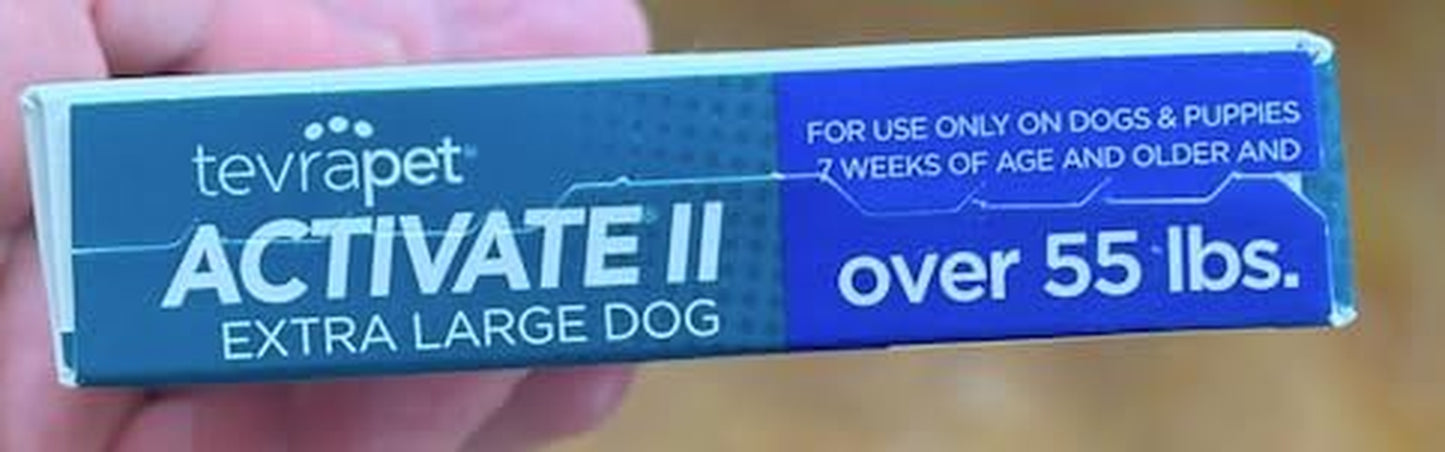 tevrapet®
ACTIVATE II
EXTRA LARGE DOG
FOR USE ONLY ON DOGS & PUPPIES
7 WEEKS OF AGE AND OLDER AND
over 55 lbs.